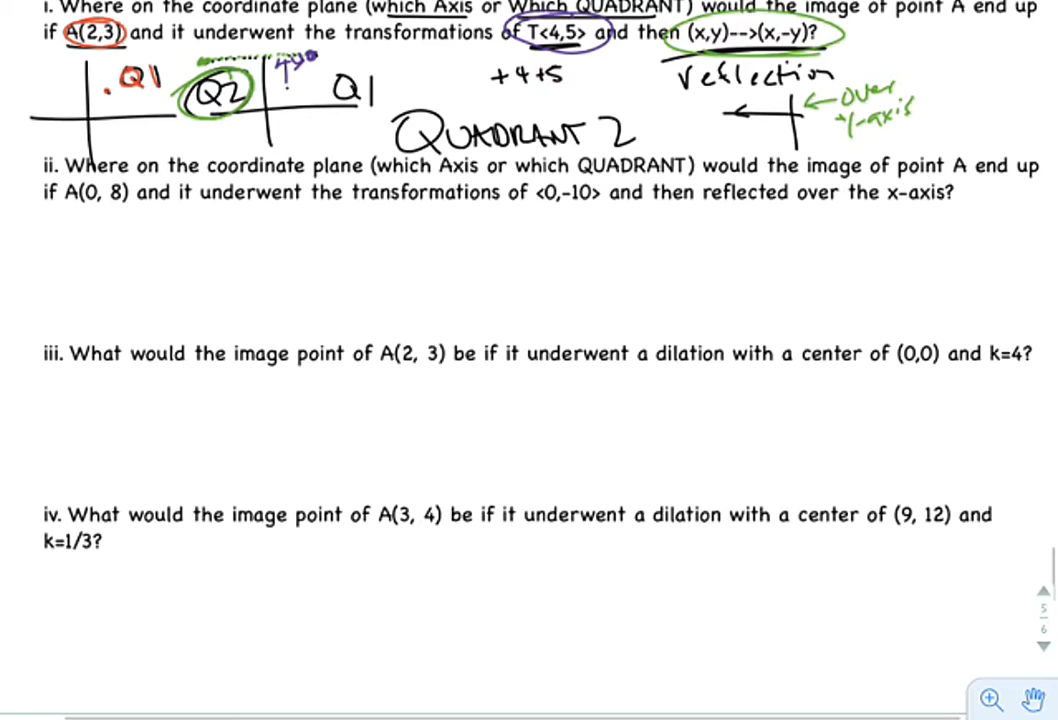 i. Where on the coordinate plane (which Axis or Which QUADRANT) would the image of point A end up
if A(2,3) and it underwent the transformations of T<4,5> and then (x,y)-->(x,-y)?
Q1 Q2 Q1 +4+5 reflection
over
y-axis
QUADRANT 2
ii. Where on the coordinate plane (which Axis or which QUADRANT) would the image of point A end up
if A(0, 8) and it underwent the transformations of <0,-10> and then reflected over the x-axis?
iii. What would the image point of A(2, 3) be if it underwent a dilation with a center of (0,0) and k=4?
iv. What would the image point of A(3, 4) be if it underwent a dilation with a center of (9, 12) and
k=1/3?
5
6